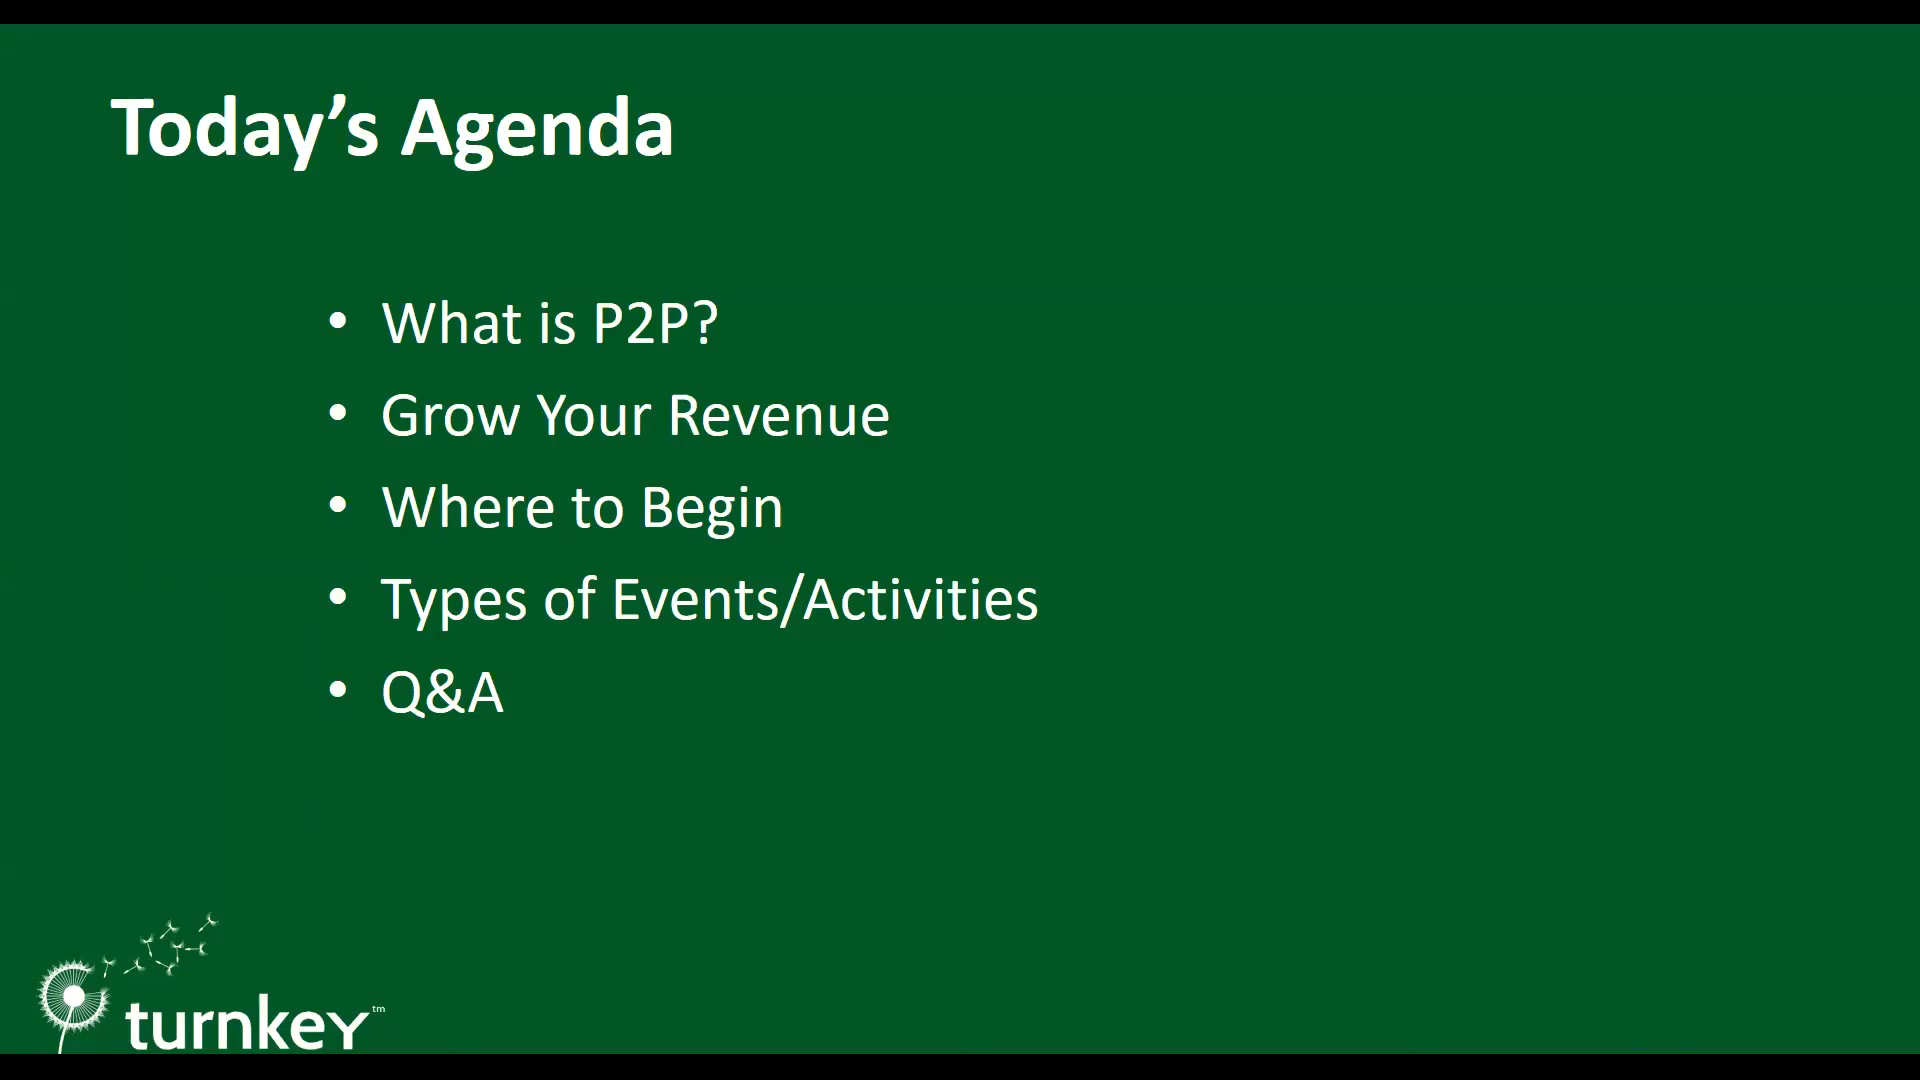 Today’s Agenda
• What is P2P?
• Grow Your Revenue
• Where to Begin
• Types of Events/Activities
• Q&A
turnkey™